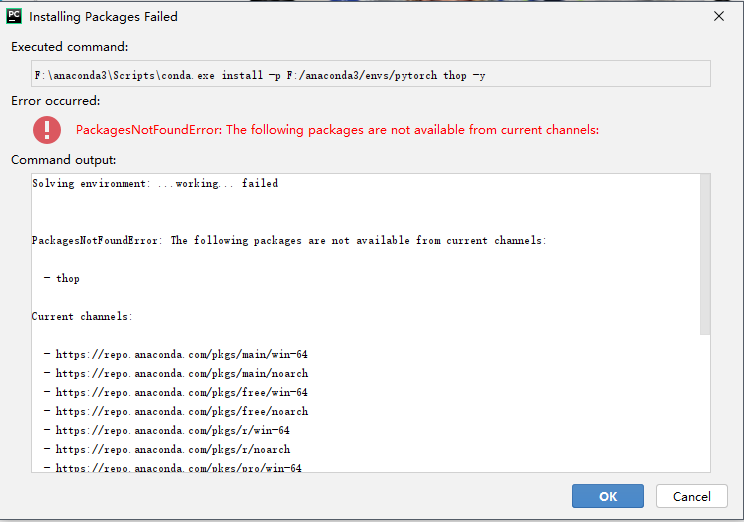 PC
Installing Packages Failed
Executed command:
F:\anaconda3\Scripts\conda.exe install -p F:/anaconda3/envs/pytorch thop -y
Error occurred:
PackagesNotFoundError: The following packages are not available from current channels:
Command output:
Solving environment: ...working... failed
PackagesNotFoundError: The following packages are not available from current channels:
- thop
Current channels:
- https://repo.anaconda.com/pkgs/main/win-64
- https://repo.anaconda.com/pkgs/main/noarch
- https://repo.anaconda.com/pkgs/free/win-64
- https://repo.anaconda.com/pkgs/free/noarch
- https://repo.anaconda.com/pkgs/r/win-64
- https://repo.anaconda.com/pkgs/r/noarch
- https://repo.anaconda.com/pkgs/pro/win-64
OK
Cancel